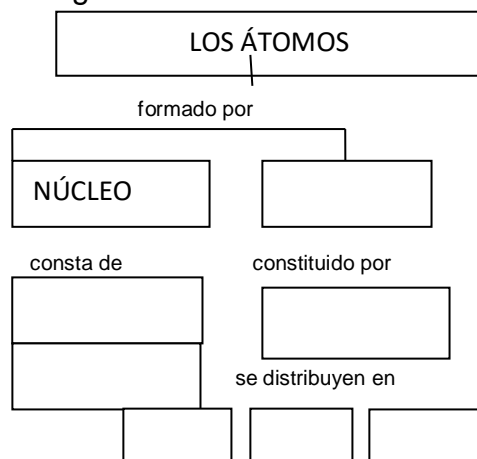 LOS ÁTOMOS
formado por
NÚCLEO
consta de
constituido por
se distribuyen en